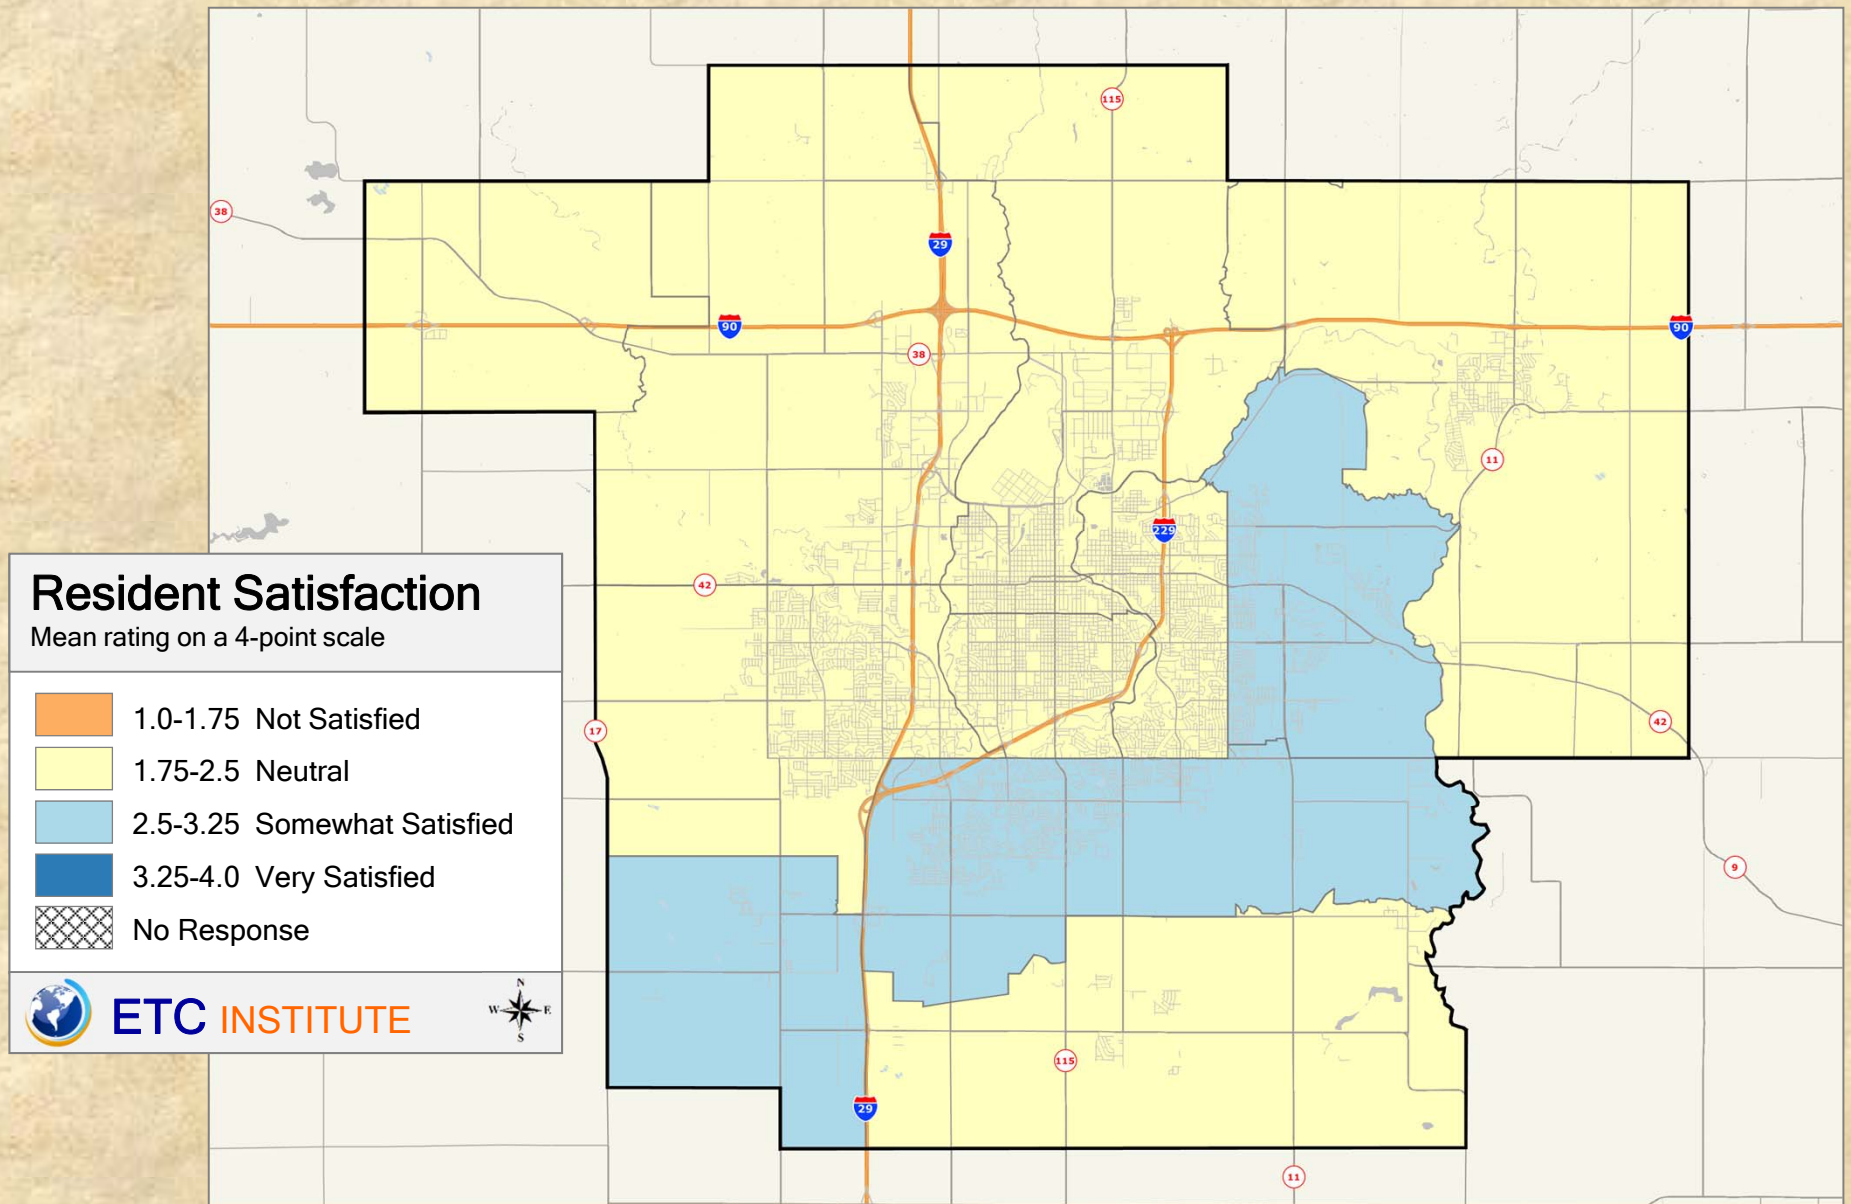 115
38
29
90
90
38
11
229
42
Resident Satisfaction
Mean rating on a 4-point scale
1.0-1.75 Not Satisfied
1.75-2.5 Neutral
2.5-3.25 Somewhat Satisfied
3.25-4.0 Very Satisfied
No Response
ETC INSTITUTE
N
W E
S
17
42
9
115
29
11